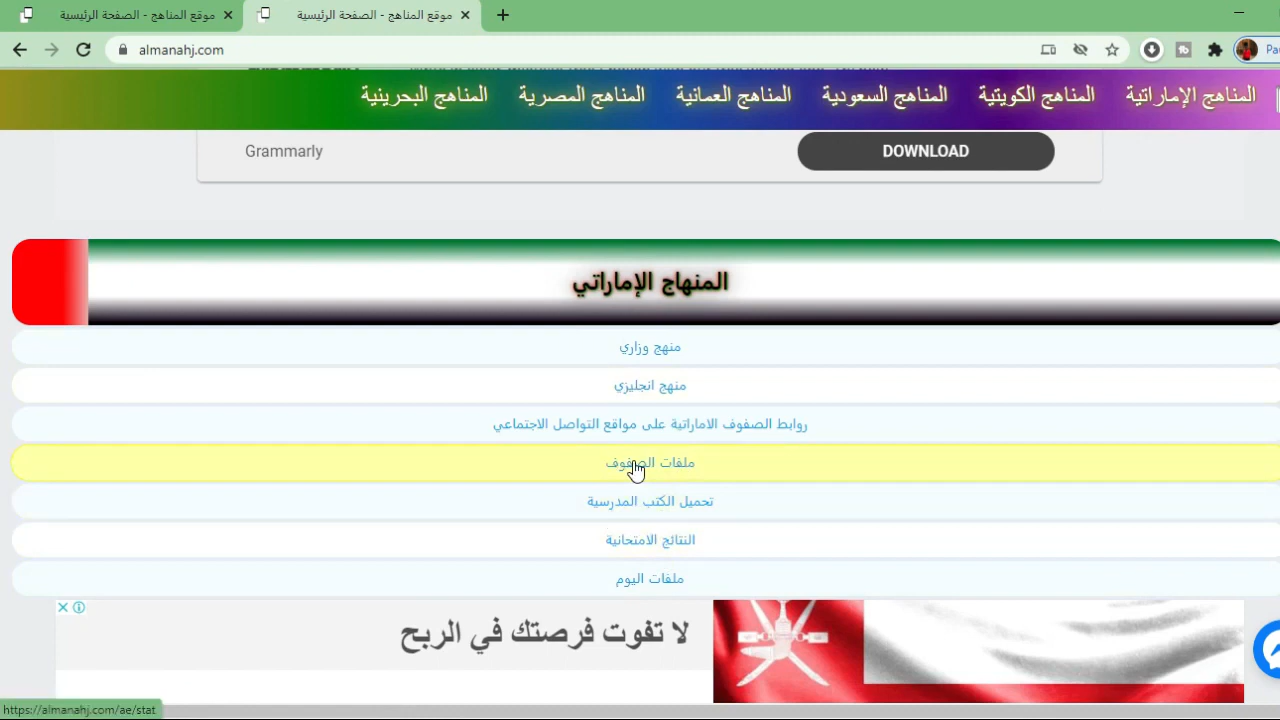 موقع المناهج - الصفحة الرئيسية
موقع المناهج - الصفحة الرئيسية
almanahj.com
المناهج الإماراتية المناهج الكويتية المناهج السعودية المناهج العمانية المناهج المصرية المناهج البحرينية
Grammarly
DOWNLOAD
المنهاج الإماراتي
منهج وزاري
منهج انجليزي
روابط الصفوف الاماراتية على مواقع التواصل الاجتماعي
ملفات الصفوف
تحميل الكتب المدرسية
النتائج الامتحانية
ملفات اليوم
لا تفوت فرصتك في الربح
https://almanahj.com/ae/stat